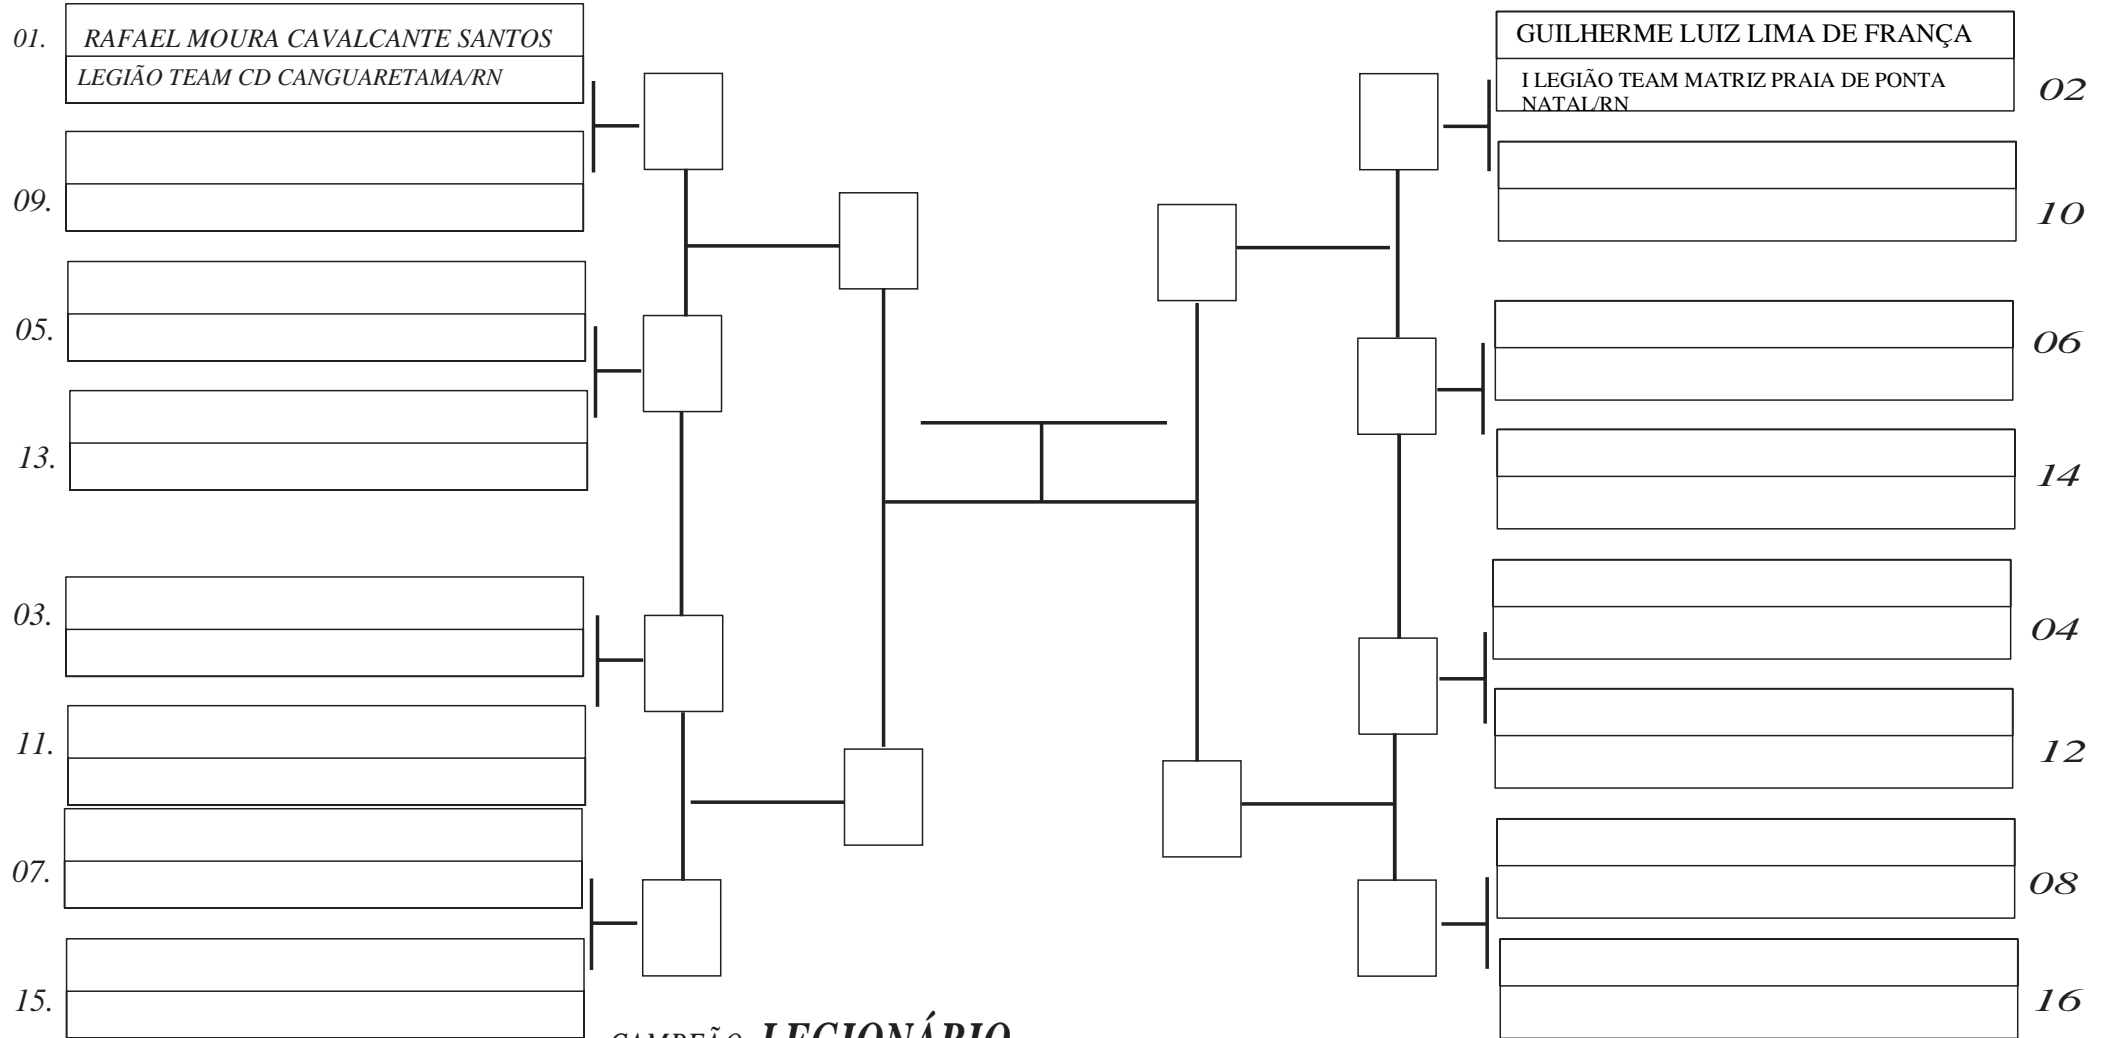 01.
RAFAEL MOURA CAVALCANTE SANTOS
LEGIÃO TEAM CD CANGUARETAMA/RN
09.
05.
13.
03.
11.
07.
15.
GUILHERME LUIZ LIMA DE FRANÇA
I LEGIÃO TEAM MATRIZ PRAIA DE PONTA
NATAL/RN
02
10
06
14
04
12
08
16
CAMPEÃO LEGIONÁRIO